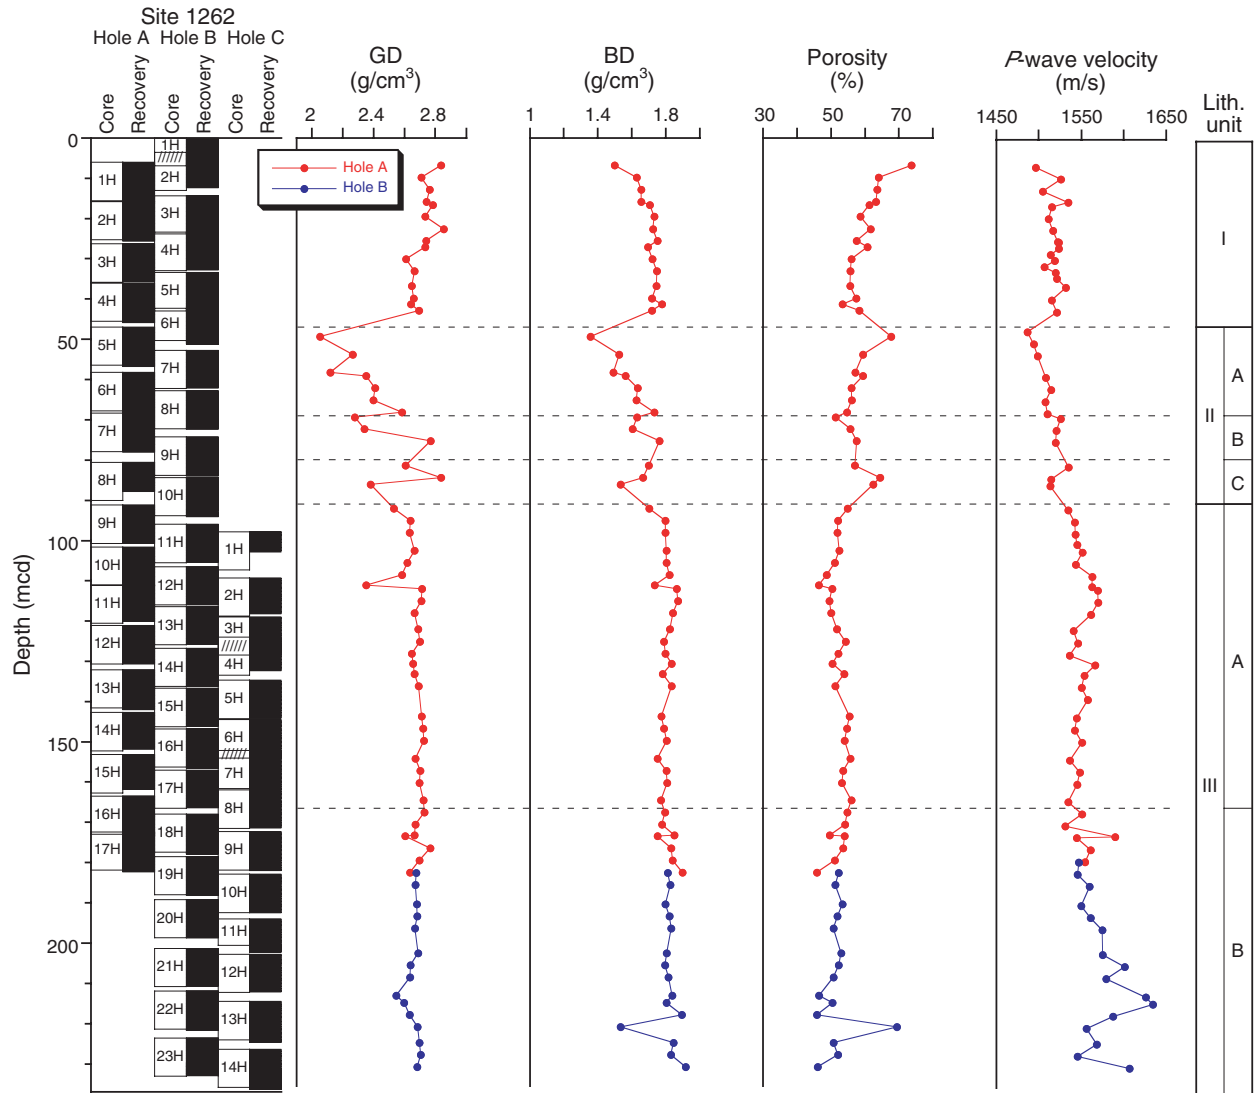 Site 1262
Hole A Hole B Hole C
Core Recovery Core Recovery Core Recovery
GD (g/cm3)
BD (g/cm3)
Porosity (%)
P-wave velocity (m/s)
Lith. unit
2 2.4 2.8
1 1.4 1.8
30 50 70
1450 1550 1650
Depth (mcd)
0
50
100
150
200
Hole A
Hole B
1H
2H
3H
4H
5H
6H
7H
8H
9H
10H
11H
12H
13H
14H
15H
16H
17H
1H
2H
3H
4H
5H
6H
7H
8H
9H
10H
11H
12H
13H
14H
15H
16H
17H
18H
19H
20H
21H
22H
23H
1H
2H
3H
4H
5H
6H
7H
8H
9H
10H
11H
12H
13H
14H
I
II
A
B
C
III
A
B